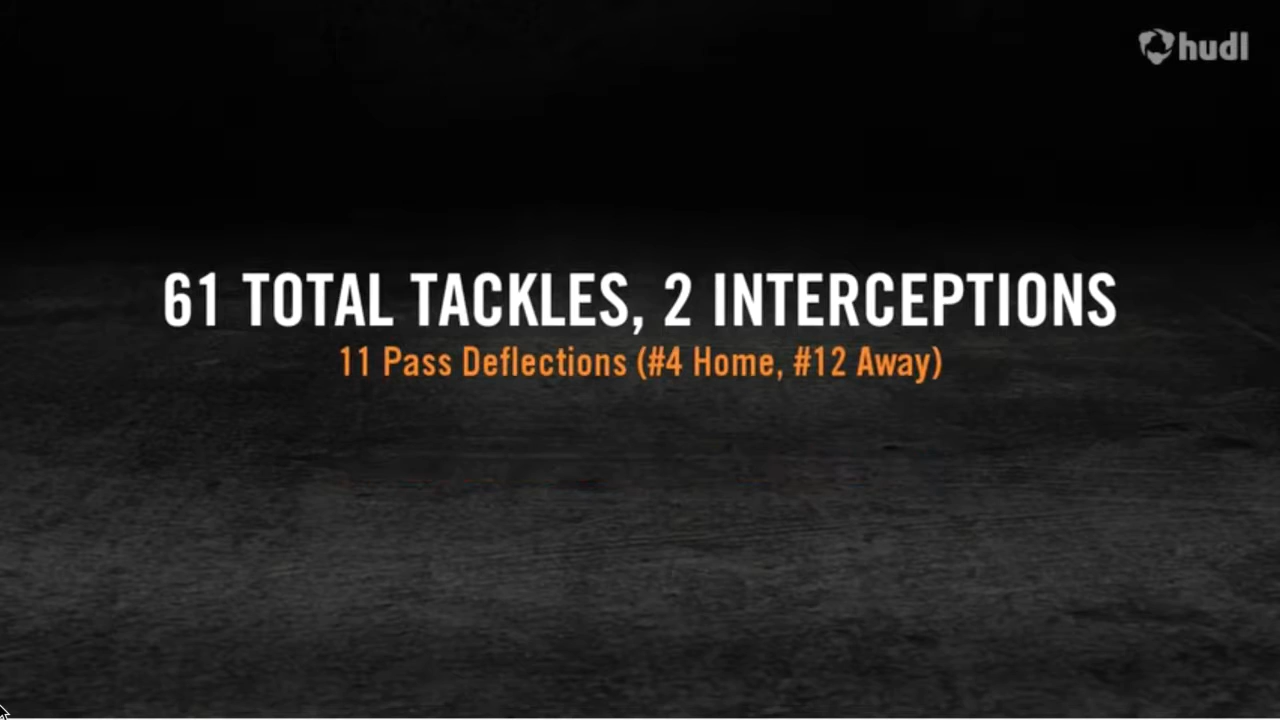 hudl
61 TOTAL TACKLES, 2 INTERCEPTIONS
11 Pass Deflections (#4 Home, #12 Away)